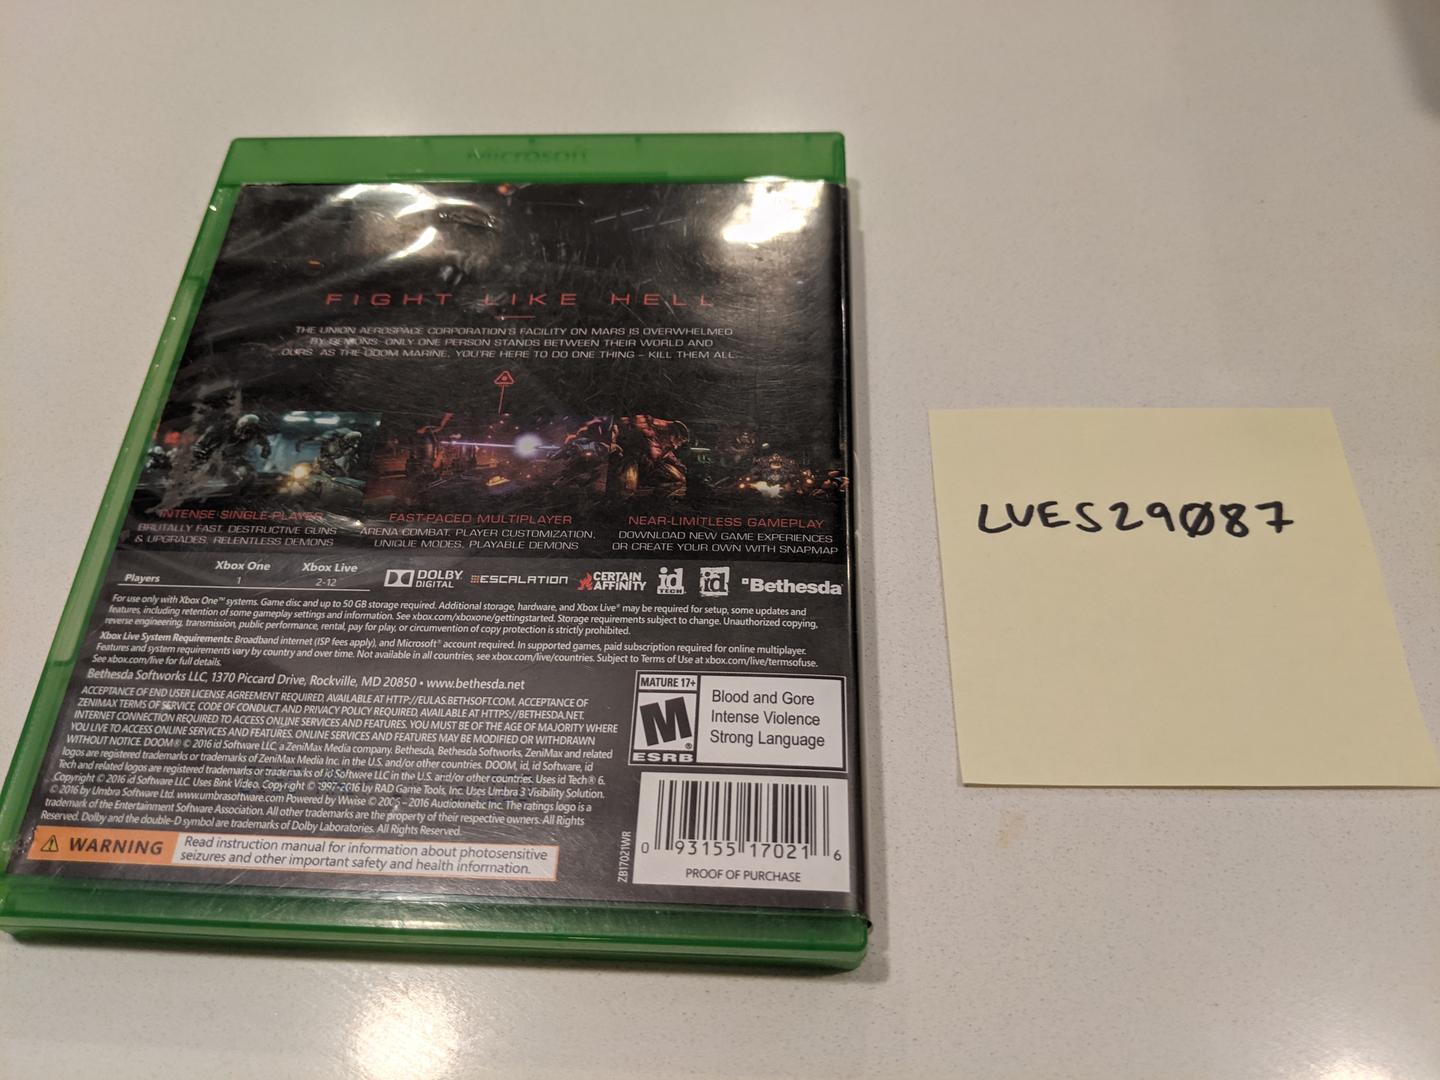 Microsoft
FIGHT LIKE HELL
THE UNION AEROSPACE CORPORATION'S FACILITY ON MARS IS OVERWHELMED
BY DEMONS. ONLY ONE PERSON STANDS BETWEEN THEIR WORLD AND
OURS. AS THE DOOM MARINE, YOU'RE HERE TO DO ONE THING – KILL THEM ALL.
INTENSE SINGLE-PLAYER
BRUTALLY FAST, DESTRUCTIVE GUNS
& UPGRADES, RELENTLESS DEMONS
FAST-PACED MULTIPLAYER
ARENA COMBAT, PLAYER CUSTOMIZATION,
UNIQUE MODES, PLAYABLE DEMONS
NEAR-LIMITLESS GAMEPLAY
DOWNLOAD NEW GAME EXPERIENCES
OR CREATE YOUR OWN WITH SNAPMAP
Xbox One Xbox Live
Players 1 2-12
DOLBY DIGITAL
ESCALATION
CERTAIN AFFINITY
id TECH
id
Bethesda
For use only with Xbox One™ systems. Game disc and up to 50 GB storage required. Additional storage, hardware, and Xbox Live® may be required for setup, some updates and
features, including retention of some gameplay settings and information. See xbox.com/xboxone/gettingstarted. Storage requirements subject to change. Unauthorized copying,
reverse engineering, transmission, public performance, rental, pay for play, or circumvention of copy protection is strictly prohibited.
Xbox Live System Requirements: Broadband internet (ISP fees apply), and Microsoft® account required. In supported games, paid subscription required for online multiplayer.
Features and system requirements vary by country and over time. Not available in all countries, see xbox.com/live/countries. Subject to Terms of Use at xbox.com/live/termsofuse.
See xbox.com/live for full details.
Bethesda Softworks LLC, 1370 Piccard Drive, Rockville, MD 20850 • www.bethesda.net
ACCEPTANCE OF END USER LICENSE AGREEMENT REQUIRED, AVAILABLE AT HTTP://EULAS.BETHSOFT.COM. ACCEPTANCE OF
ZENIMAX TERMS OF SERVICE, CODE OF CONDUCT AND PRIVACY POLICY REQUIRED, AVAILABLE AT HTTPS://BETHESDA.NET.
INTERNET CONNECTION REQUIRED TO ACCESS ONLINE SERVICES AND FEATURES. YOU MUST BE OF THE AGE OF MAJORITY WHERE
YOU LIVE TO ACCESS ONLINE SERVICES AND FEATURES. ONLINE SERVICES AND FEATURES MAY BE MODIFIED OR WITHDRAWN
WITHOUT NOTICE. DOOM® © 2016 id Software LLC, a ZeniMax Media company. Bethesda, Bethesda Softworks, ZeniMax and related
logos are registered trademarks or trademarks of ZeniMax Media Inc. in the U.S. and/or other countries. DOOM, id, id Software, id
Tech and related logos are registered trademarks or trademarks of id Software LLC in the U.S. and/or other countries. Uses id Tech® 6.
Copyright © 2016 id Software LLC. Uses Bink Video. Copyright © 1997-2016 by RAD Game Tools, Inc. Uses Umbra 3 Visibility Solution.
© 2016 by Umbra Software Ltd. www.umbrasoftware.com Powered by Wwise © 2006 – 2016 Audiokinetic Inc. The ratings logo is a
trademark of the Entertainment Software Association. All other trademarks are the property of their respective owners. All Rights
Reserved. Dolby and the double-D symbol are trademarks of Dolby Laboratories. All Rights Reserved.
WARNING
Read instruction manual for information about photosensitive
seizures and other important safety and health information.
MATURE 17+
M
®
ESRB
Blood and Gore
Intense Violence
Strong Language
ZB17021WR
0 93155 17021 6
PROOF OF PURCHASE
LUES29087